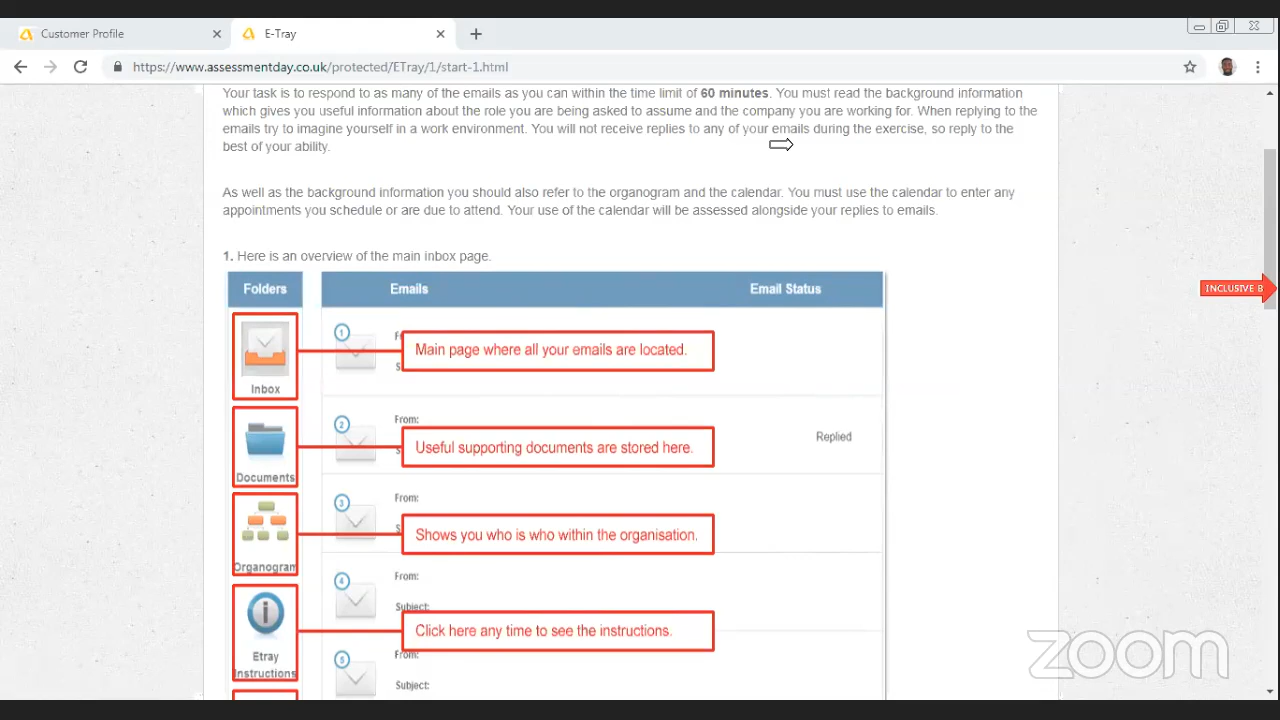 Customer Profile
E-Tray
https://www.assessmentday.co.uk/protected/ETray/1/start-1.html
Your task is to respond to as many of the emails as you can within the time limit of 60 minutes. You must read the background information
which gives you useful information about the role you are being asked to assume and the company you are working for. When replying to the
emails try to imagine yourself in a work environment. You will not receive replies to any of your emails during the exercise, so reply to the
best of your ability.
As well as the background information you should also refer to the organogram and the calendar. You must use the calendar to enter any
appointments you schedule or are due to attend. Your use of the calendar will be assessed alongside your replies to emails.
1. Here is an overview of the main inbox page.
Folders
Emails
Email Status
INCLUSIVE B
1
Main page where all your emails are located.
Inbox
2
From:
Replied
Useful supporting documents are stored here.
Documents
3
From:
Shows you who is who within the organisation.
Organogram
4
From:
Subject:
Click here any time to see the instructions.
Etray
Instructions
5
From:
Subject:
zoom